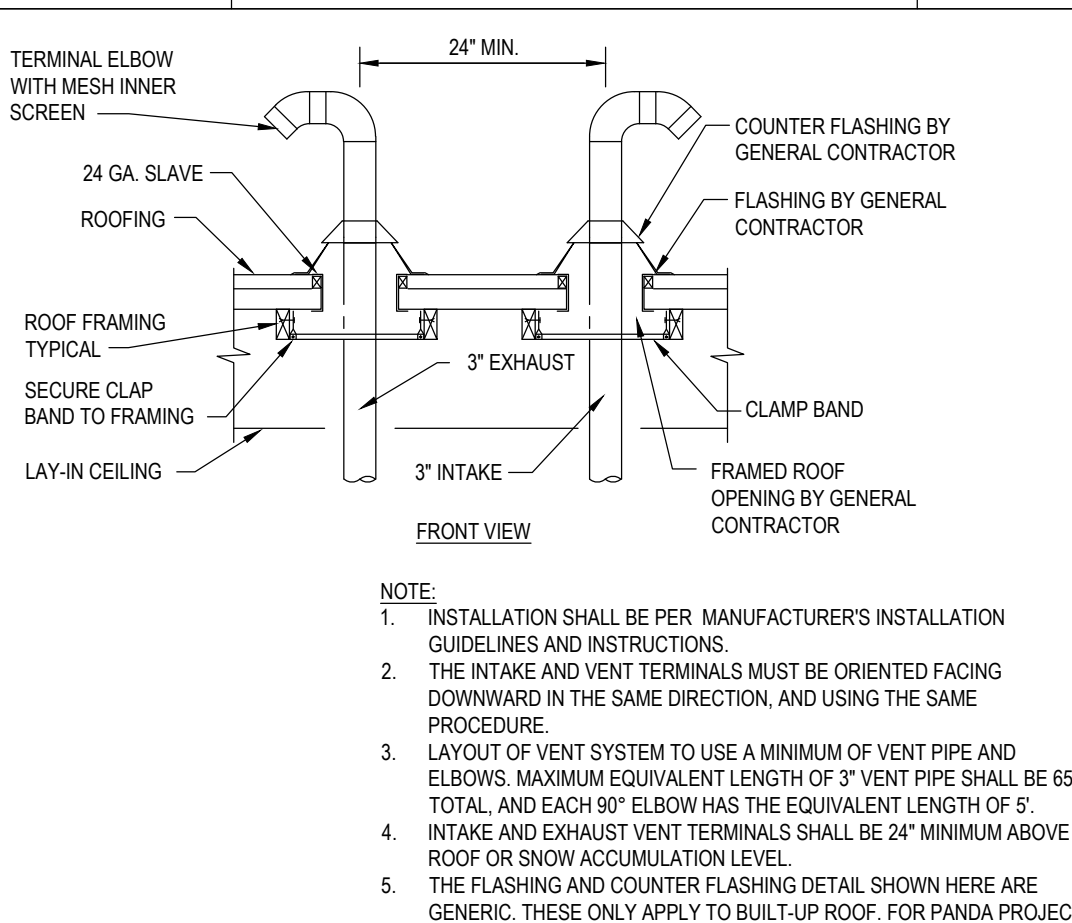 24" MIN.
TERMINAL ELBOW
WITH MESH INNER
SCREEN
24 GA. SLAVE
ROOFING
ROOF FRAMING
TYPICAL
SECURE CLAP
BAND TO FRAMING
LAY-IN CEILING
COUNTER FLASHING BY
GENERAL CONTRACTOR
FLASHING BY GENERAL
CONTRACTOR
3" EXHAUST
CLAMP BAND
3" INTAKE
FRAMED ROOF
OPENING BY GENERAL
CONTRACTOR
FRONT VIEW
NOTE:
1. INSTALLATION SHALL BE PER MANUFACTURER'S INSTALLATION
GUIDELINES AND INSTRUCTIONS.
2. THE INTAKE AND VENT TERMINALS MUST BE ORIENTED FACING
DOWNWARD IN THE SAME DIRECTION, AND USING THE SAME
PROCEDURE.
3. LAYOUT OF VENT SYSTEM TO USE A MINIMUM OF VENT PIPE AND
ELBOWS. MAXIMUM EQUIVALENT LENGTH OF 3" VENT PIPE SHALL BE 65
TOTAL, AND EACH 90° ELBOW HAS THE EQUIVALENT LENGTH OF 5'.
4. INTAKE AND EXHAUST VENT TERMINALS SHALL BE 24" MINIMUM ABOVE
ROOF OR SNOW ACCUMULATION LEVEL.
5. THE FLASHING AND COUNTER FLASHING DETAIL SHOWN HERE ARE
GENERIC. THESE ONLY APPLY TO BUILT-UP ROOF. FOR PANDA